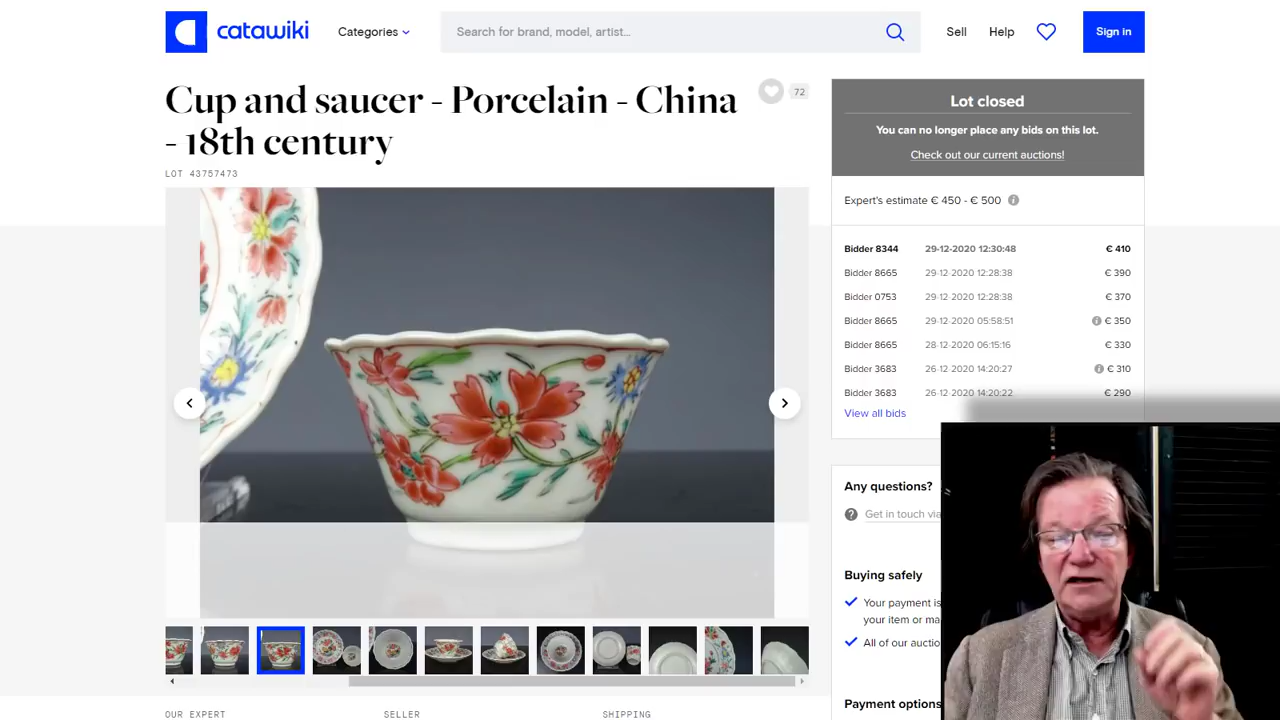 catawiki
Categories
Search for brand, model, artist...
Sell
Help
Sign in
Cup and saucer - Porcelain - China
- 18th century
72
LOT 43757473
Lot closed
You can no longer place any bids on this lot.
Check out our current auctions!
Expert's estimate € 450 - € 500
Bidder 8344 29-12-2020 12:30:48 € 410
Bidder 8665 29-12-2020 12:28:38 € 390
Bidder 0753 29-12-2020 12:28:38 € 370
Bidder 8665 29-12-2020 05:58:51 € 350
Bidder 8665 28-12-2020 06:15:16 € 330
Bidder 3683 26-12-2020 14:20:27 € 310
Bidder 3683 26-12-2020 14:20:22 € 290
View all bids
Any questions?
Get in touch via
Buying safely
Your payment is
your item or ma
All of our auctio
Payment options
OUR EXPERT
SELLER
SHIPPING